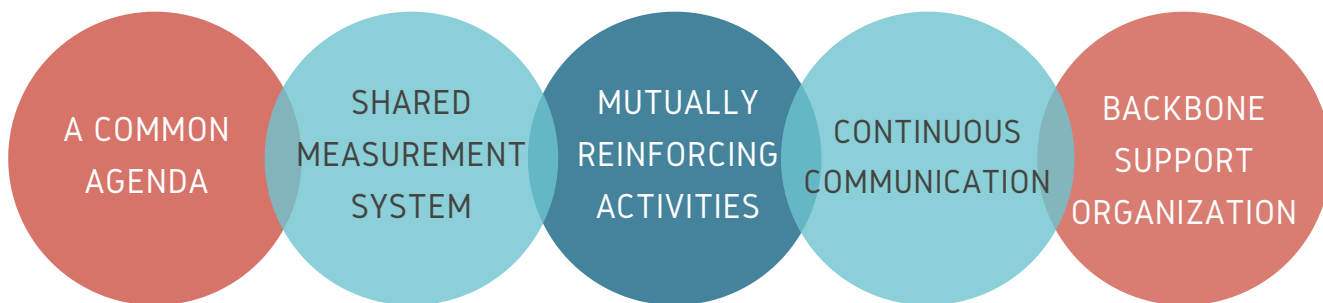 A COMMON
AGENDA
SHARED
MEASUREMENT
SYSTEM
MUTUALLY
REINFORCING
ACTIVITIES
CONTINUOUS
COMMUNICATION
BACKBONE
SUPPORT
ORGANIZATION